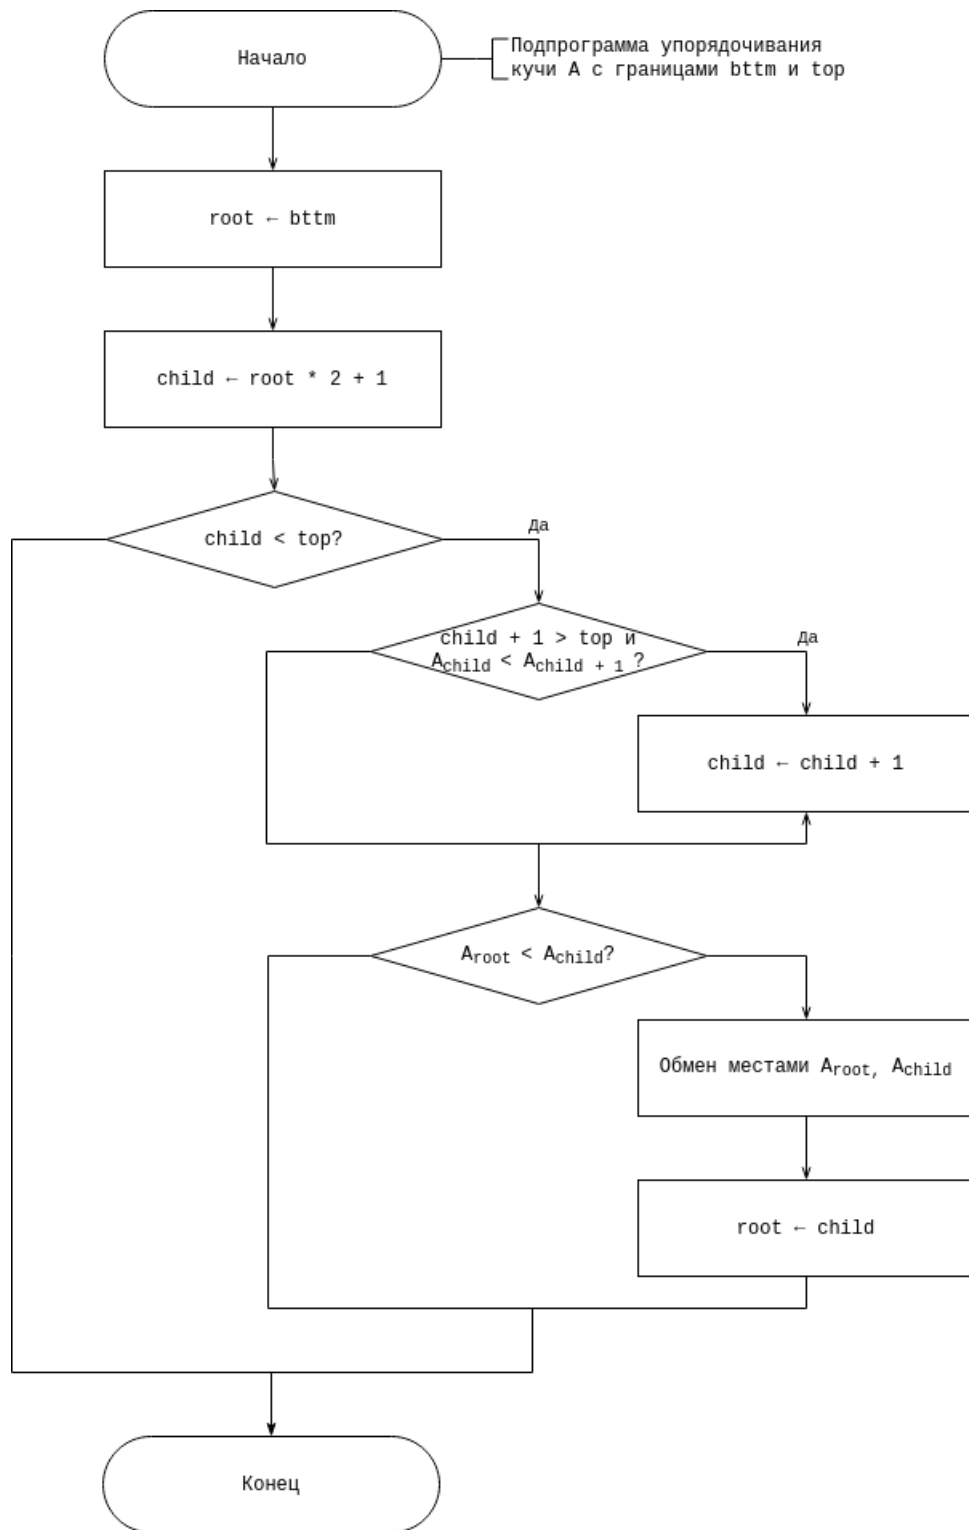 Начало
Подпрограмма упорядочивания
кучи A с границами bttm и top
root ← bttm
child ← root * 2 + 1
child < top?
Да
child + 1 > top и
Achild < Achild + 1 ?
Да
child ← child + 1
Aroot < Achild?
Обмен местами Aroot, Achild
root ← child
Конец